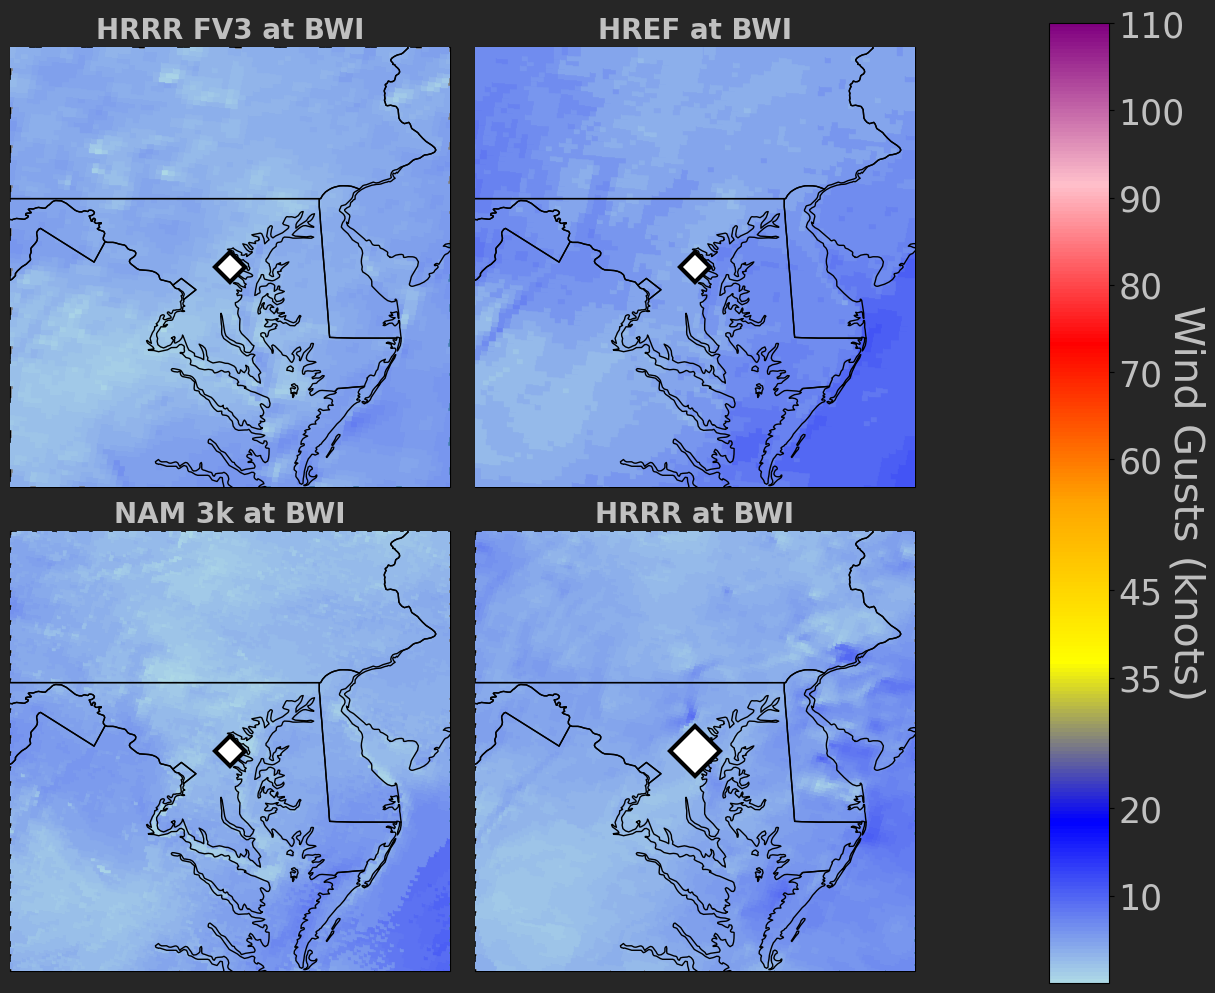 HRRR FV3 at BWI
HREF at BWI
NAM 3k at BWI
HRRR at BWI
110
100
90
80
70
60
45
35
20
10
Wind Gusts (knots)